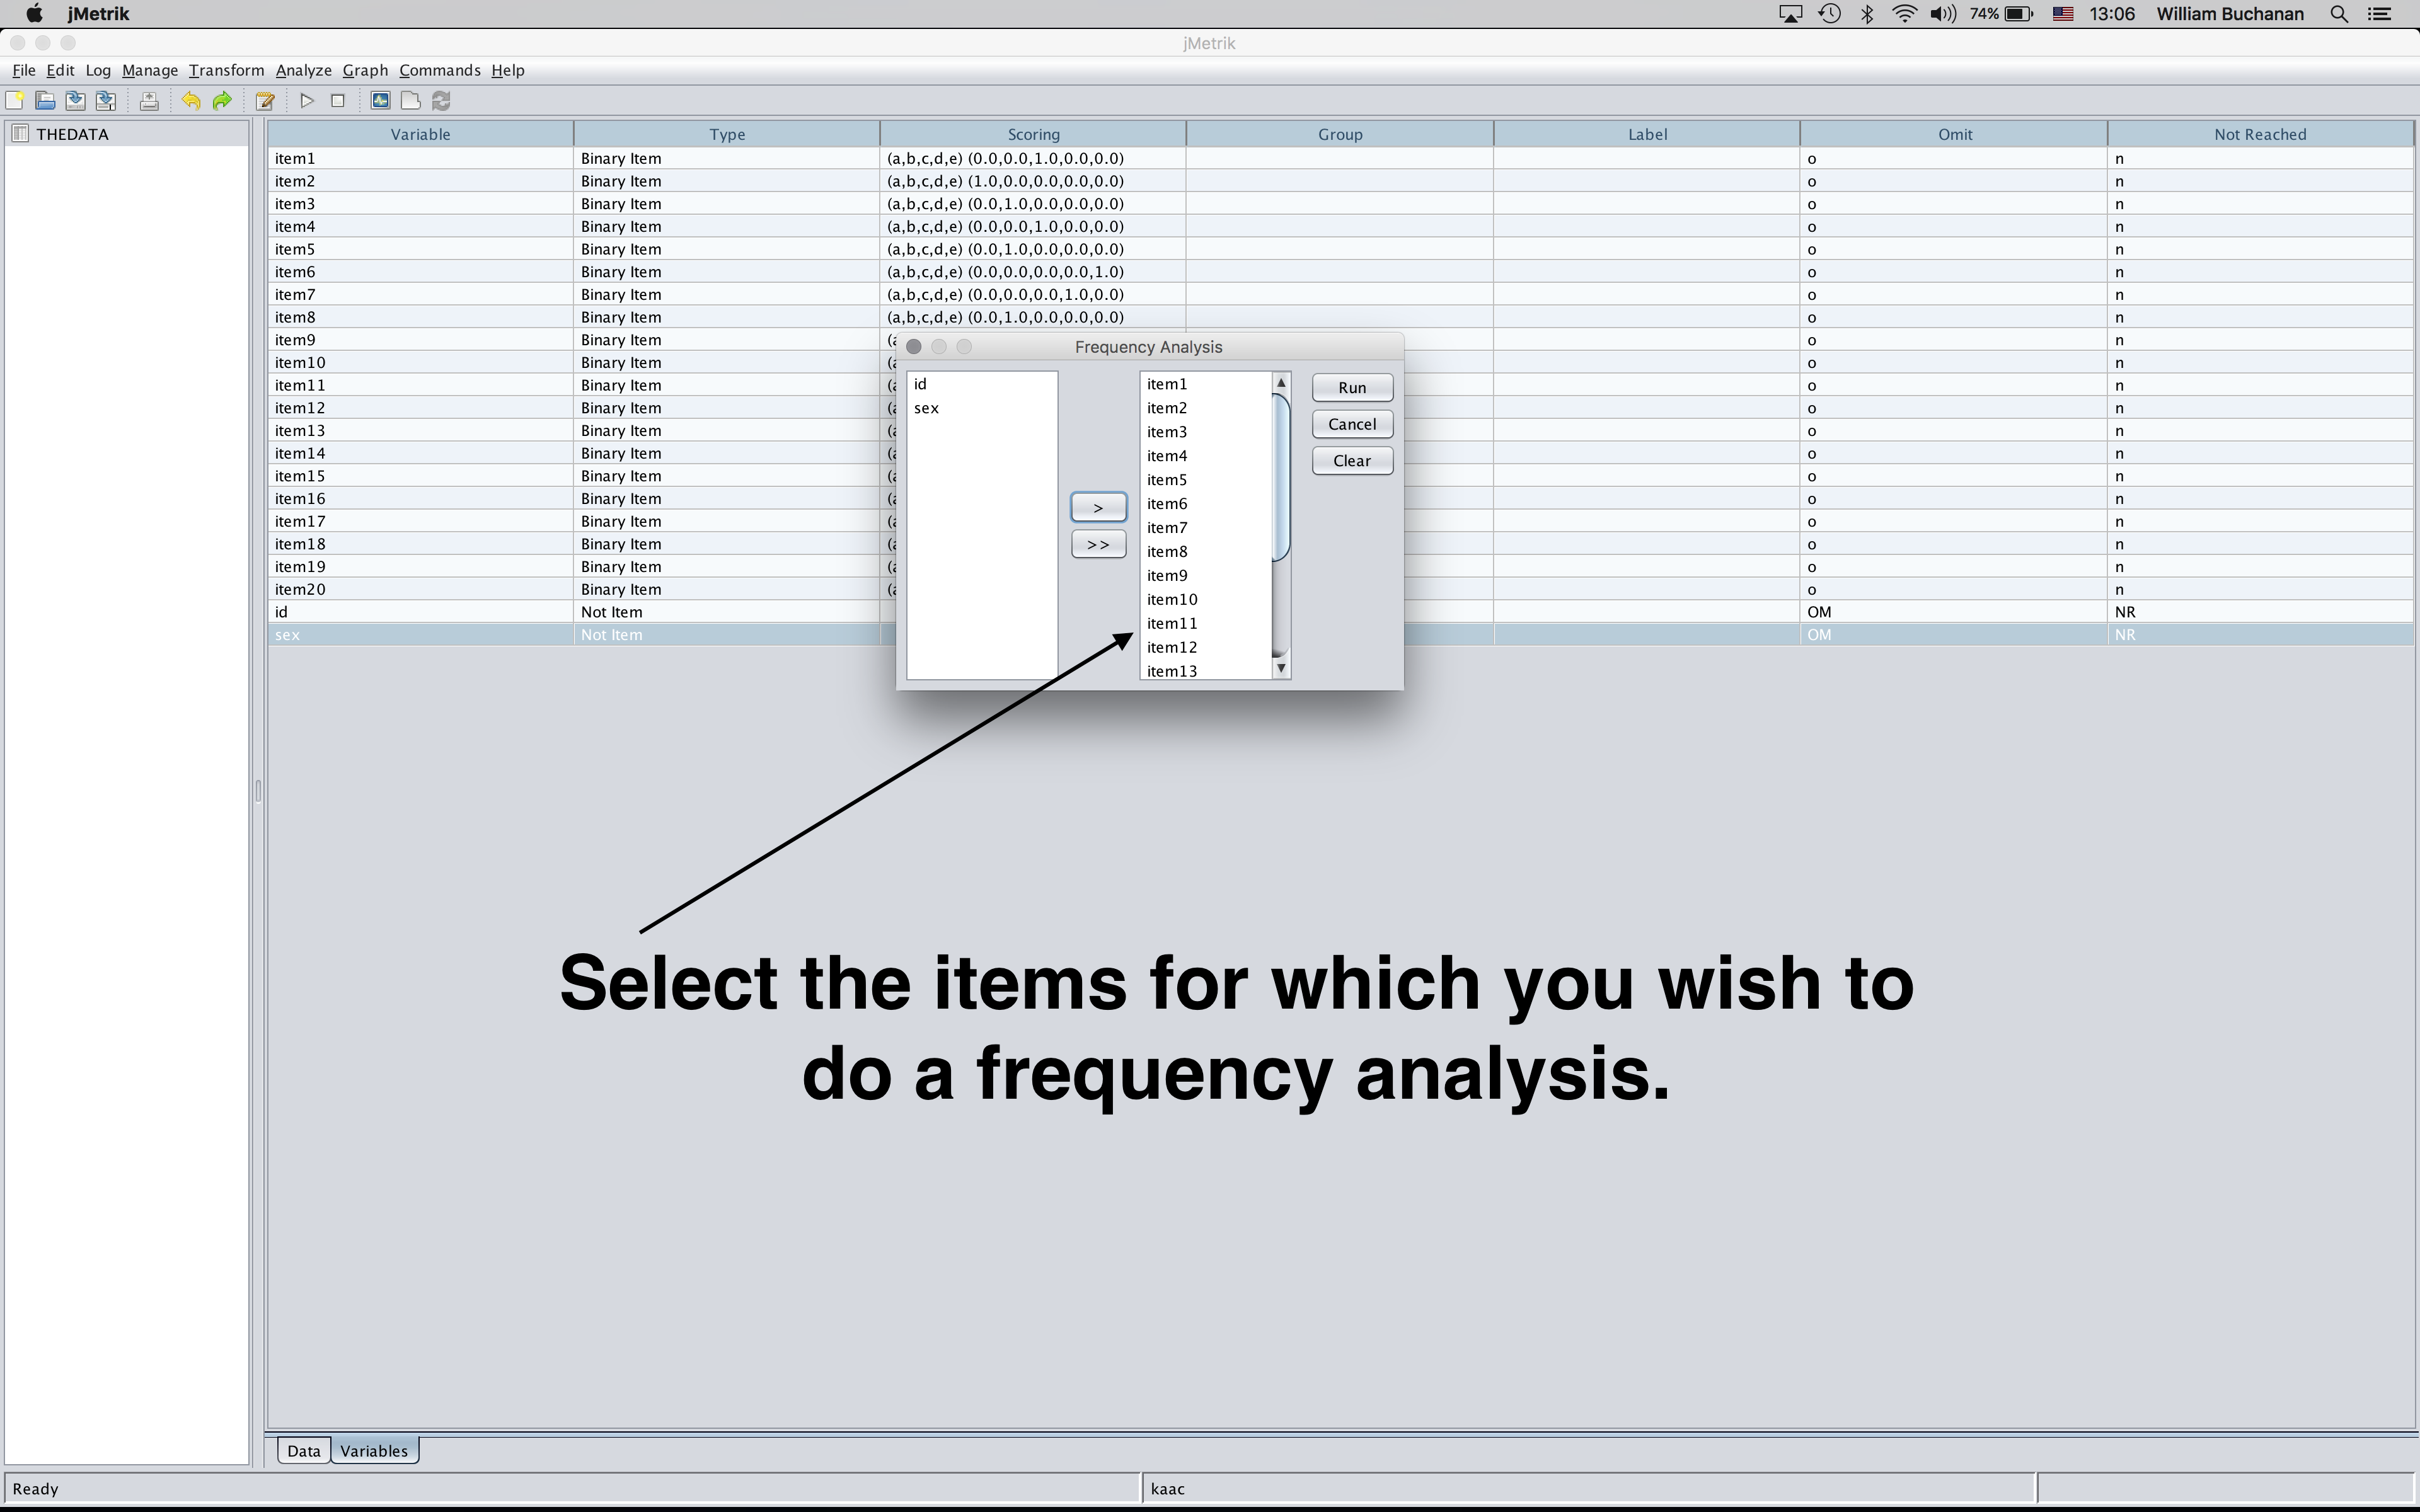 jMetrik 74% 13:06 William Buchanan
jMetrik
File Edit Log Manage Transform Analyze Graph Commands Help
THEDATA
Variable Type Scoring Group Label Omit Not Reached
item1 Binary Item (a,b,c,d,e) (0.0,0.0,1.0,0.0,0.0) o n
item2 Binary Item (a,b,c,d,e) (1.0,0.0,0.0,0.0,0.0) o n
item3 Binary Item (a,b,c,d,e) (0.0,1.0,0.0,0.0,0.0) o n
item4 Binary Item (a,b,c,d,e) (0.0,0.0,1.0,0.0,0.0) o n
item5 Binary Item (a,b,c,d,e) (0.0,1.0,0.0,0.0,0.0) o n
item6 Binary Item (a,b,c,d,e) (0.0,0.0,0.0,0.0,1.0) o n
item7 Binary Item (a,b,c,d,e) (0.0,0.0,0.0,1.0,0.0) o n
item8 Binary Item (a,b,c,d,e) (0.0,1.0,0.0,0.0,0.0) o n
item9 Binary Item o n
item10 Binary Item o n
item11 Binary Item o n
item12 Binary Item o n
item13 Binary Item o n
item14 Binary Item o n
item15 Binary Item o n
item16 Binary Item o n
item17 Binary Item o n
item18 Binary Item o n
item19 Binary Item o n
item20 Binary Item o n
id Not Item OM NR
sex Not Item OM NR
Frequency Analysis
id
sex
>
>>
item1
item2
item3
item4
item5
item6
item7
item8
item9
item10
item11
item12
item13
Run
Cancel
Clear
Select the items for which you wish to
do a frequency analysis.
Data Variables
Ready kaac